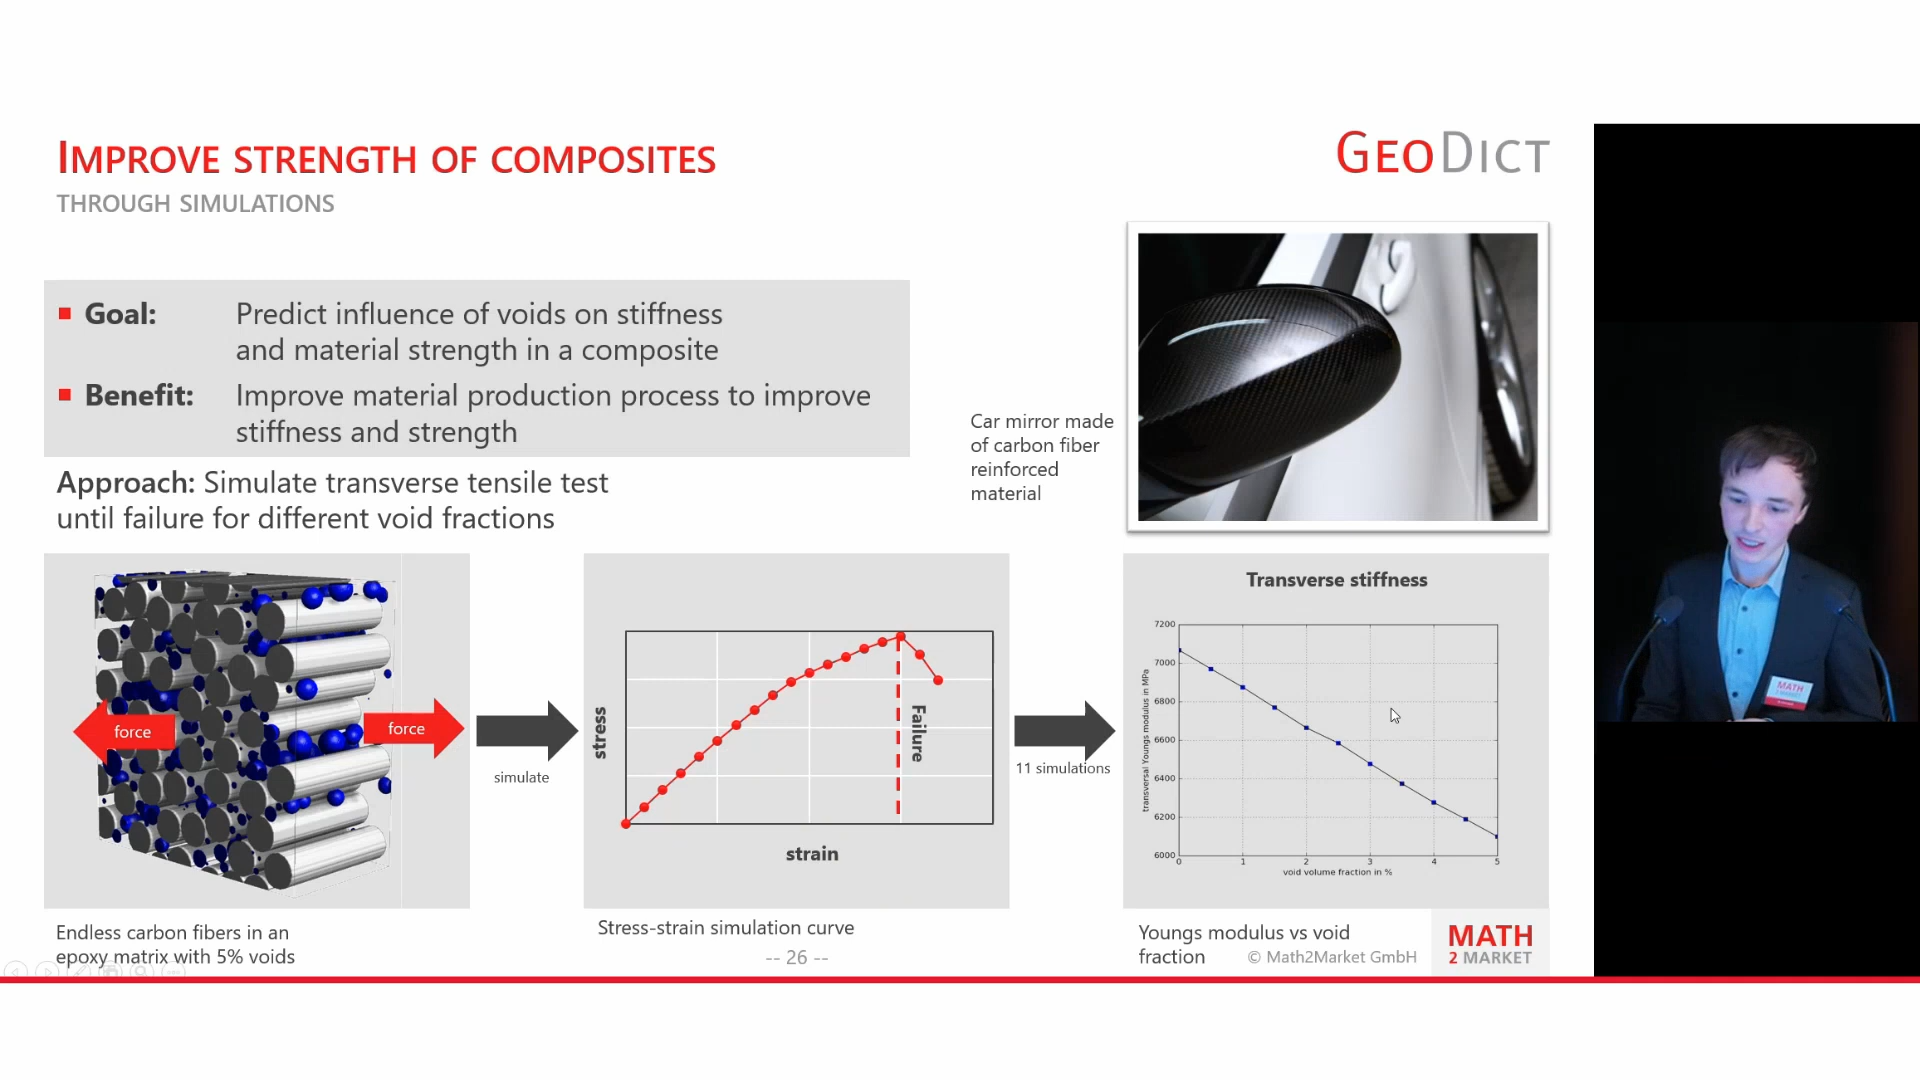 IMPROVE STRENGTH OF COMPOSITES
THROUGH SIMULATIONS
GEODICT
Goal: Predict influence of voids on stiffness
and material strength in a composite
Benefit: Improve material production process to improve
stiffness and strength
Approach: Simulate transverse tensile test
until failure for different void fractions
Car mirror made
of carbon fiber
reinforced
material
force
force
Endless carbon fibers in an
epoxy matrix with 5% voids
simulate
stress
Failure
strain
Stress-strain simulation curve
11 simulations
Transverse stiffness
transversal Youngs modulus in MPa
7200
7000
6800
6600
6400
6200
6000
0 1 2 3 4 5
void volume fraction in %
Youngs modulus vs void
fraction
-- 26 --
© Math2Market GmbH
MATH
2 MARKET
MATH
2 MARKET